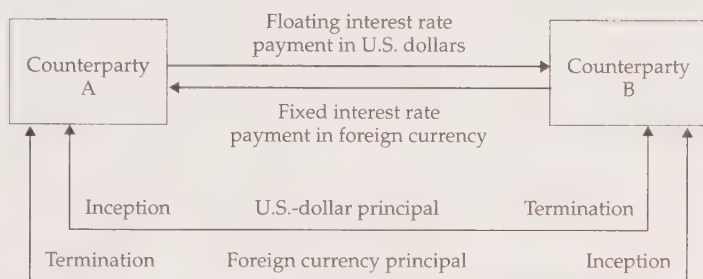 Floating interest rate
payment in U.S. dollars
Counterparty
A
Counterparty
B
Fixed interest rate
payment in foreign currency
Inception U.S.-dollar principal Termination
Termination Foreign currency principal Inception